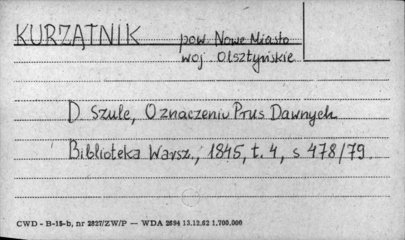 KURZĄTNIK pow. Nowe Miasto
woj. Olsztyńskie
D. Szulc, O znaczeniu Prus Dawnych
Biblioteka Warsz., 1845, t. 4, s 478/79.
CWD - B-15-b, nr 2827/ZW/P — WDA 2694 13.12.62 1.700.000